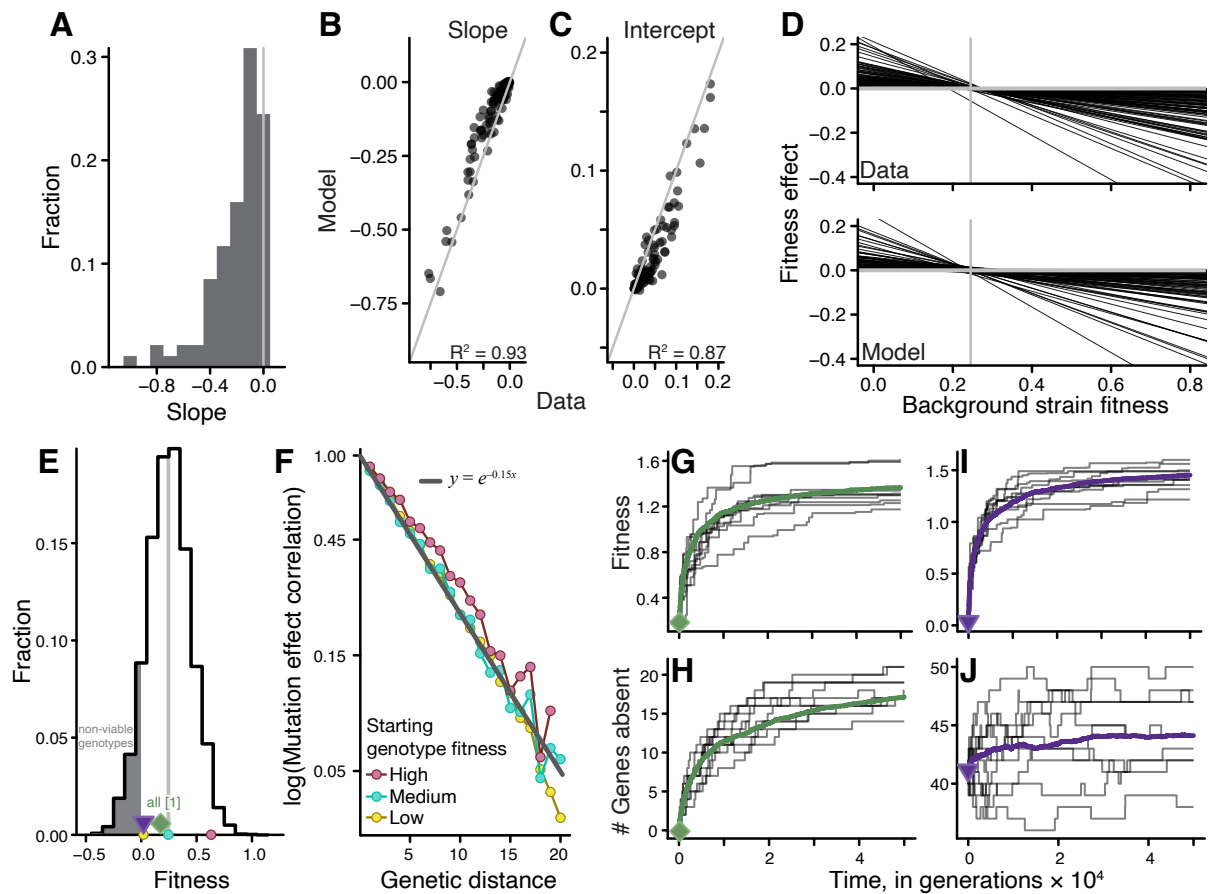 A
Fraction
0.3
0.2
0.1
0.0
−0.8
−0.4
0.0
Slope
B
Slope
Model
0.00
−0.25
−0.50
−0.75
R² = 0.93
−0.5
0.0
C
Intercept
0.2
0.1
0.0
R² = 0.87
0.0
0.1
0.2
Data
D
Fitness effect
0.2
0.0
−0.2
−0.4
Data
0.2
0.0
−0.2
−0.4
Model
0.0
0.2
0.4
0.6
0.8
Background strain fitness
E
Fraction
0.15
0.10
0.05
0.00
non-viable
genotypes
all [1]
−0.5
0.0
0.5
1.0
Fitness
F
log(Mutation effect correlation)
1.00
0.45
0.15
0.05
y = e^−0.15x
Starting
genotype fitness
High
Medium
Low
5
10
15
20
Genetic distance
G
Fitness
1.6
1.2
0.8
0.4
I
1.5
1.0
0.5
0.0
H
# Genes absent
20
15
10
5
0
0
2
4
J
50
45
40
0
2
4
Time, in generations × 10⁴